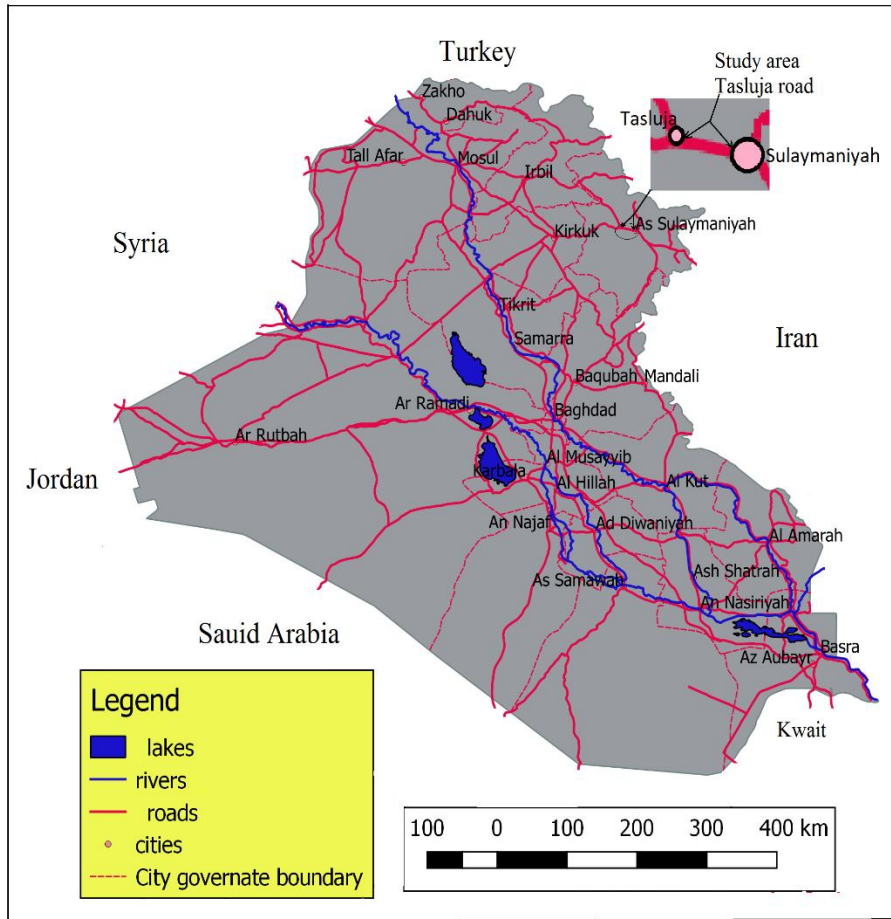 Turkey
Study area
Tasluja road
Tasluja
Sulaymaniyah
Zakho
Dahuk
Tall Afar
Mosul
Irbil
Kirkuk
As Sulaymaniyah
Syria
Tikrit
Samarra
Iran
Baqubah Mandali
Ar Ramadi
Baghdad
Ar Rutbah
Al Musayyib
Jordan
Karbala
Al Hillah
Al Kut
An Najaf
Ad Diwaniyah
Al Amarah
Ash Shatrah
As Samawah
An Nasiriyah
Sauid Arabia
Basra
Az Aubayr
Kwait
Legend
lakes
rivers
roads
cities
City governate boundary
100 0 100 200 300 400 km